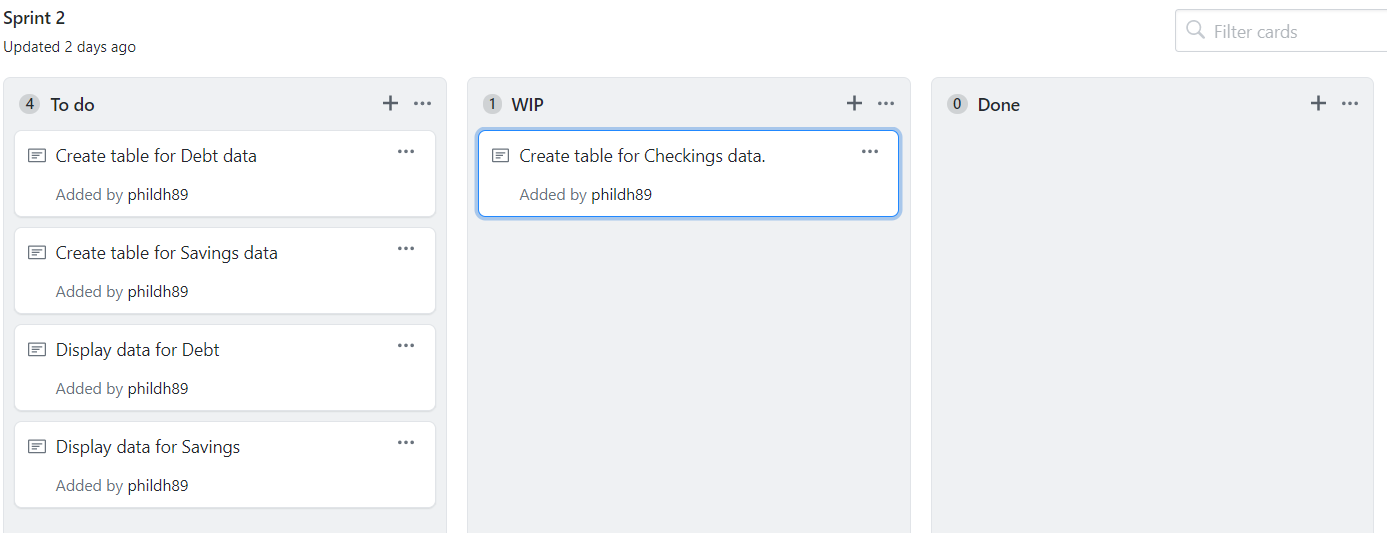 Sprint 2
Updated 2 days ago
Filter cards
4 To do
Create table for Debt data
Added by phildh89
Create table for Savings data
Added by phildh89
Display data for Debt
Added by phildh89
Display data for Savings
Added by phildh89
1 WIP
Create table for Checkings data.
Added by phildh89
0 Done